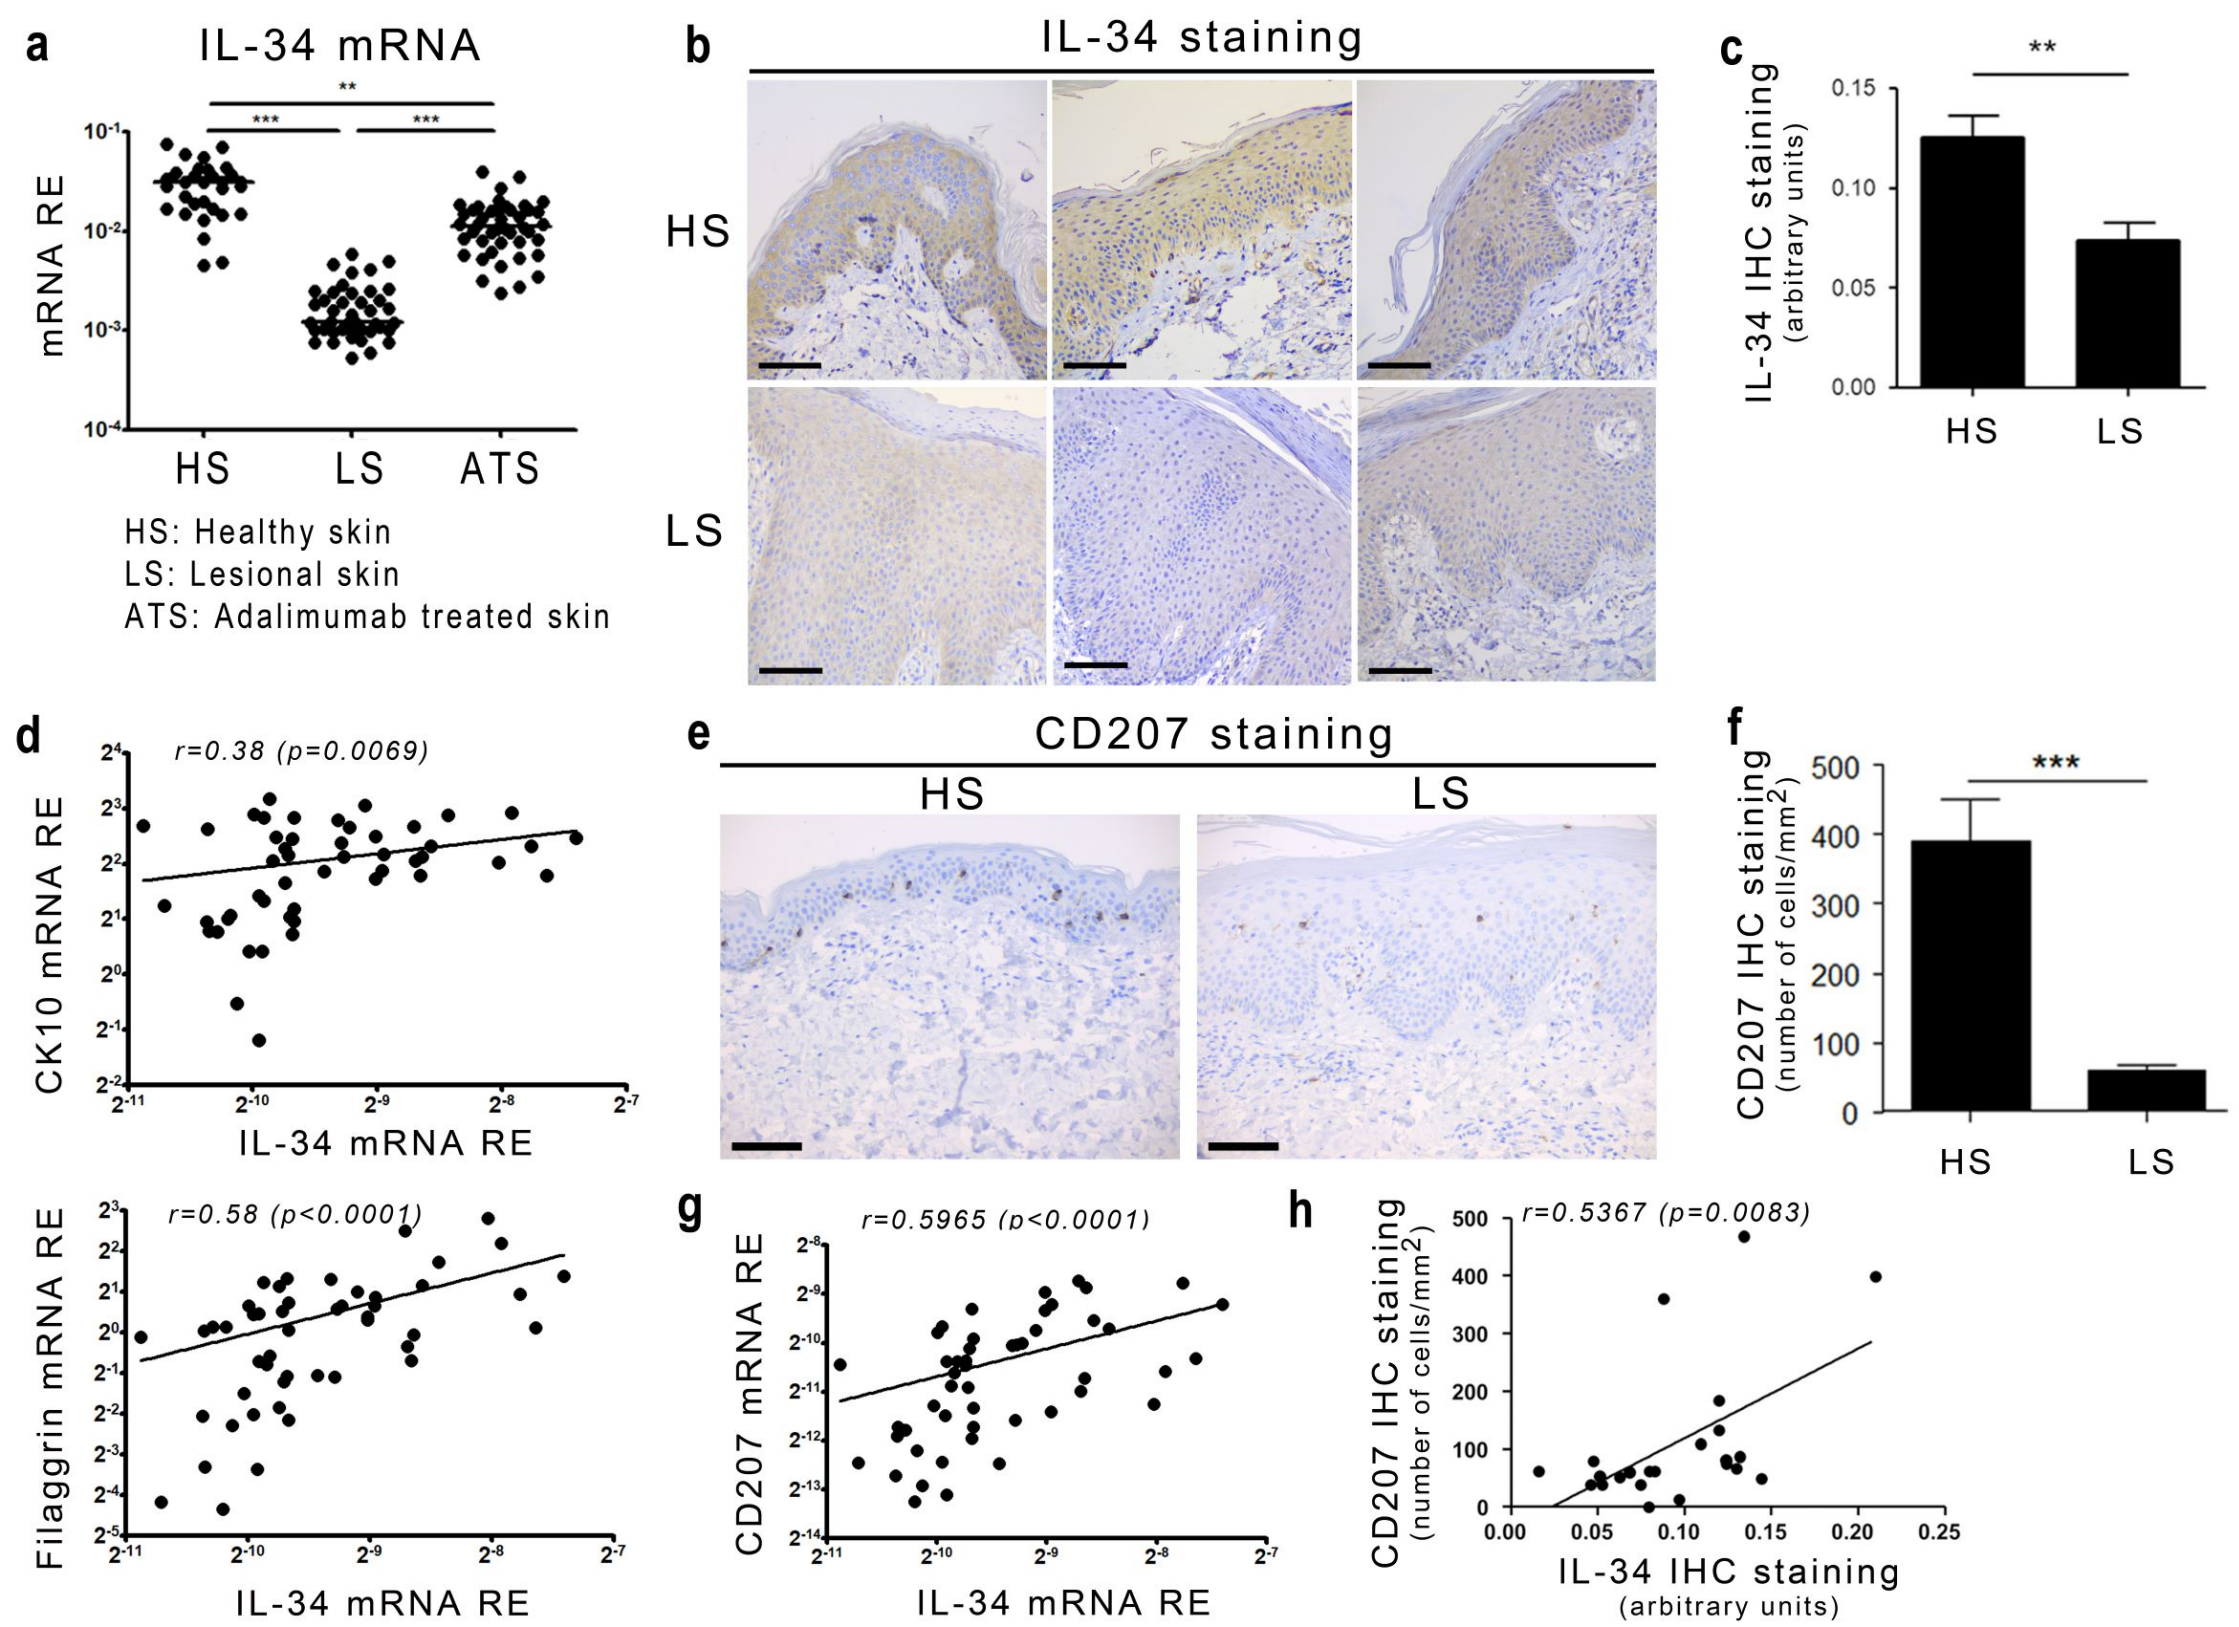 a
IL-34 mRNA
**
***
***
mRNA RE
10-1
10-2
10-3
10-4
HS
LS
ATS
HS: Healthy skin
LS: Lesional skin
ATS: Adalimumab treated skin
b
IL-34 staining
HS
LS
c
IL-34 IHC staining
(arbitrary units)
**
0.15
0.10
0.05
0.00
HS
LS
d
r=0.38 (p=0.0069)
CK10 mRNA RE
24
23
22
21
20
2-1
2-2
2-11
2-10
2-9
2-8
2-7
IL-34 mRNA RE
r=0.58 (p<0.0001)
Filaggrin mRNA RE
23
22
21
20
2-1
2-2
2-3
2-4
2-5
2-11
2-10
2-9
2-8
2-7
IL-34 mRNA RE
e
CD207 staining
HS
LS
f
CD207 IHC staining
(number of cells/mm2)
***
500
400
300
200
100
0
HS
LS
g
r=0.5965 (p<0.0001)
CD207 mRNA RE
2-8
2-9
2-10
2-11
2-12
2-13
2-14
2-11
2-10
2-9
2-8
2-7
IL-34 mRNA RE
h
r=0.5367 (p=0.0083)
CD207 IHC staining
(number of cells/mm2)
500
400
300
200
100
0
0.00
0.05
0.10
0.15
0.20
0.25
IL-34 IHC staining
(arbitrary units)